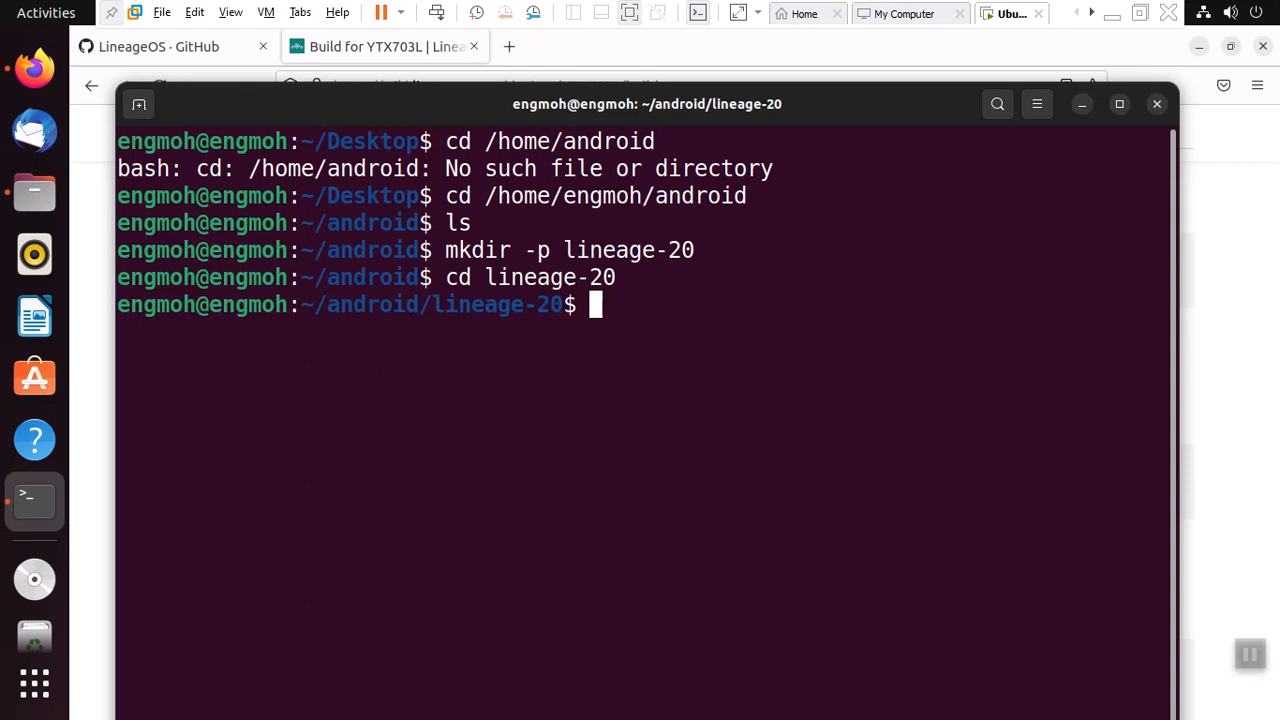 Activities
File Edit View VM Tabs Help
Home
My Computer
Ubu...
LineageOS · GitHub
Build for YTX703L | Linea
engmoh@engmoh: ~/android/lineage-20
engmoh@engmoh:~/Desktop$ cd /home/android
bash: cd: /home/android: No such file or directory
engmoh@engmoh:~/Desktop$ cd /home/engmoh/android
engmoh@engmoh:~/android$ ls
engmoh@engmoh:~/android$ mkdir -p lineage-20
engmoh@engmoh:~/android$ cd lineage-20
engmoh@engmoh:~/android/lineage-20$